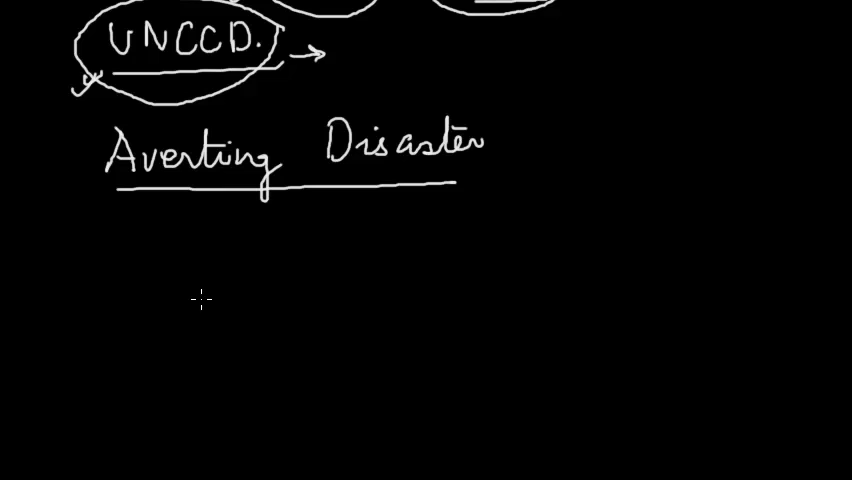 UNCCD. →
Averting Disaster